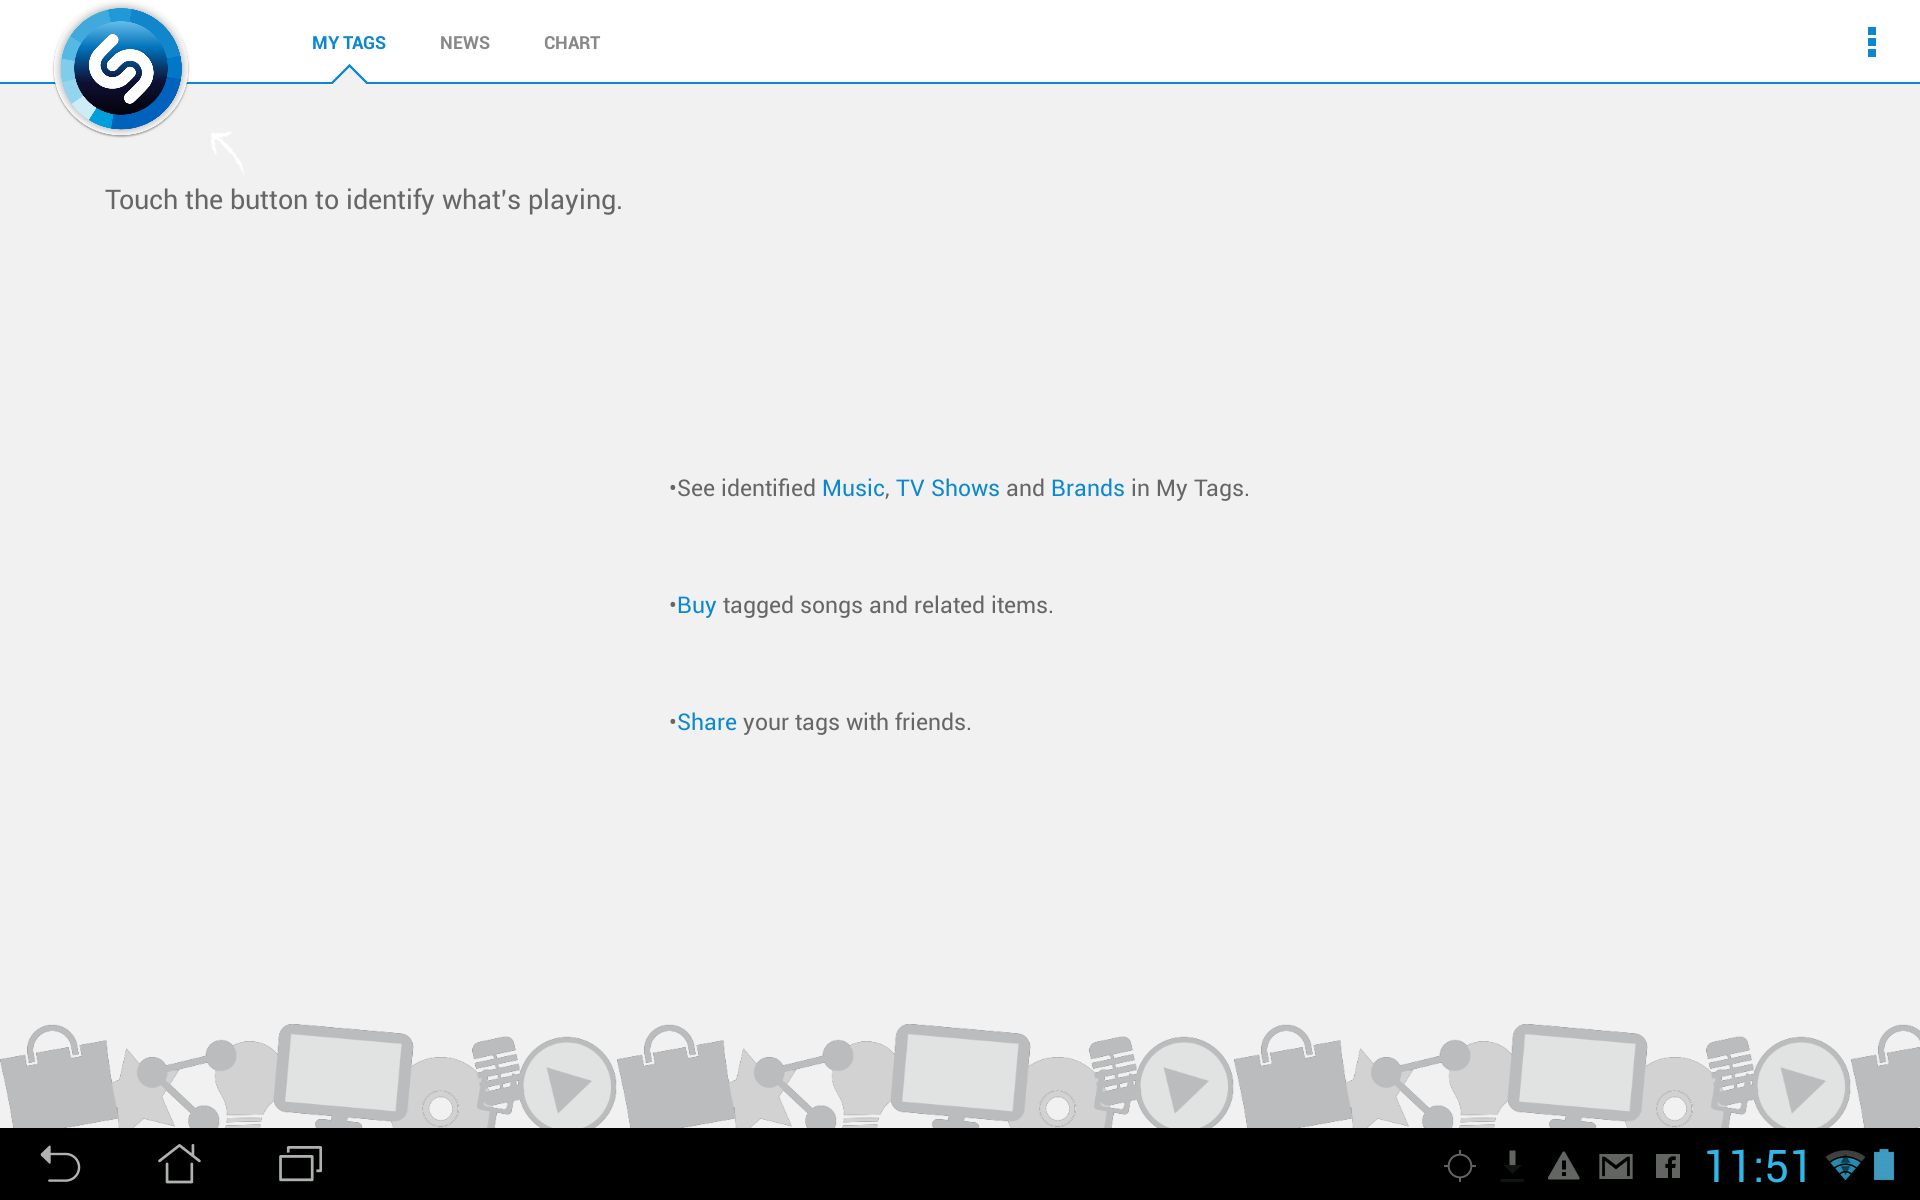 MY TAGS NEWS CHART
Touch the button to identify what's playing.
•See identified Music, TV Shows and Brands in My Tags.
•Buy tagged songs and related items.
•Share your tags with friends.
11:51